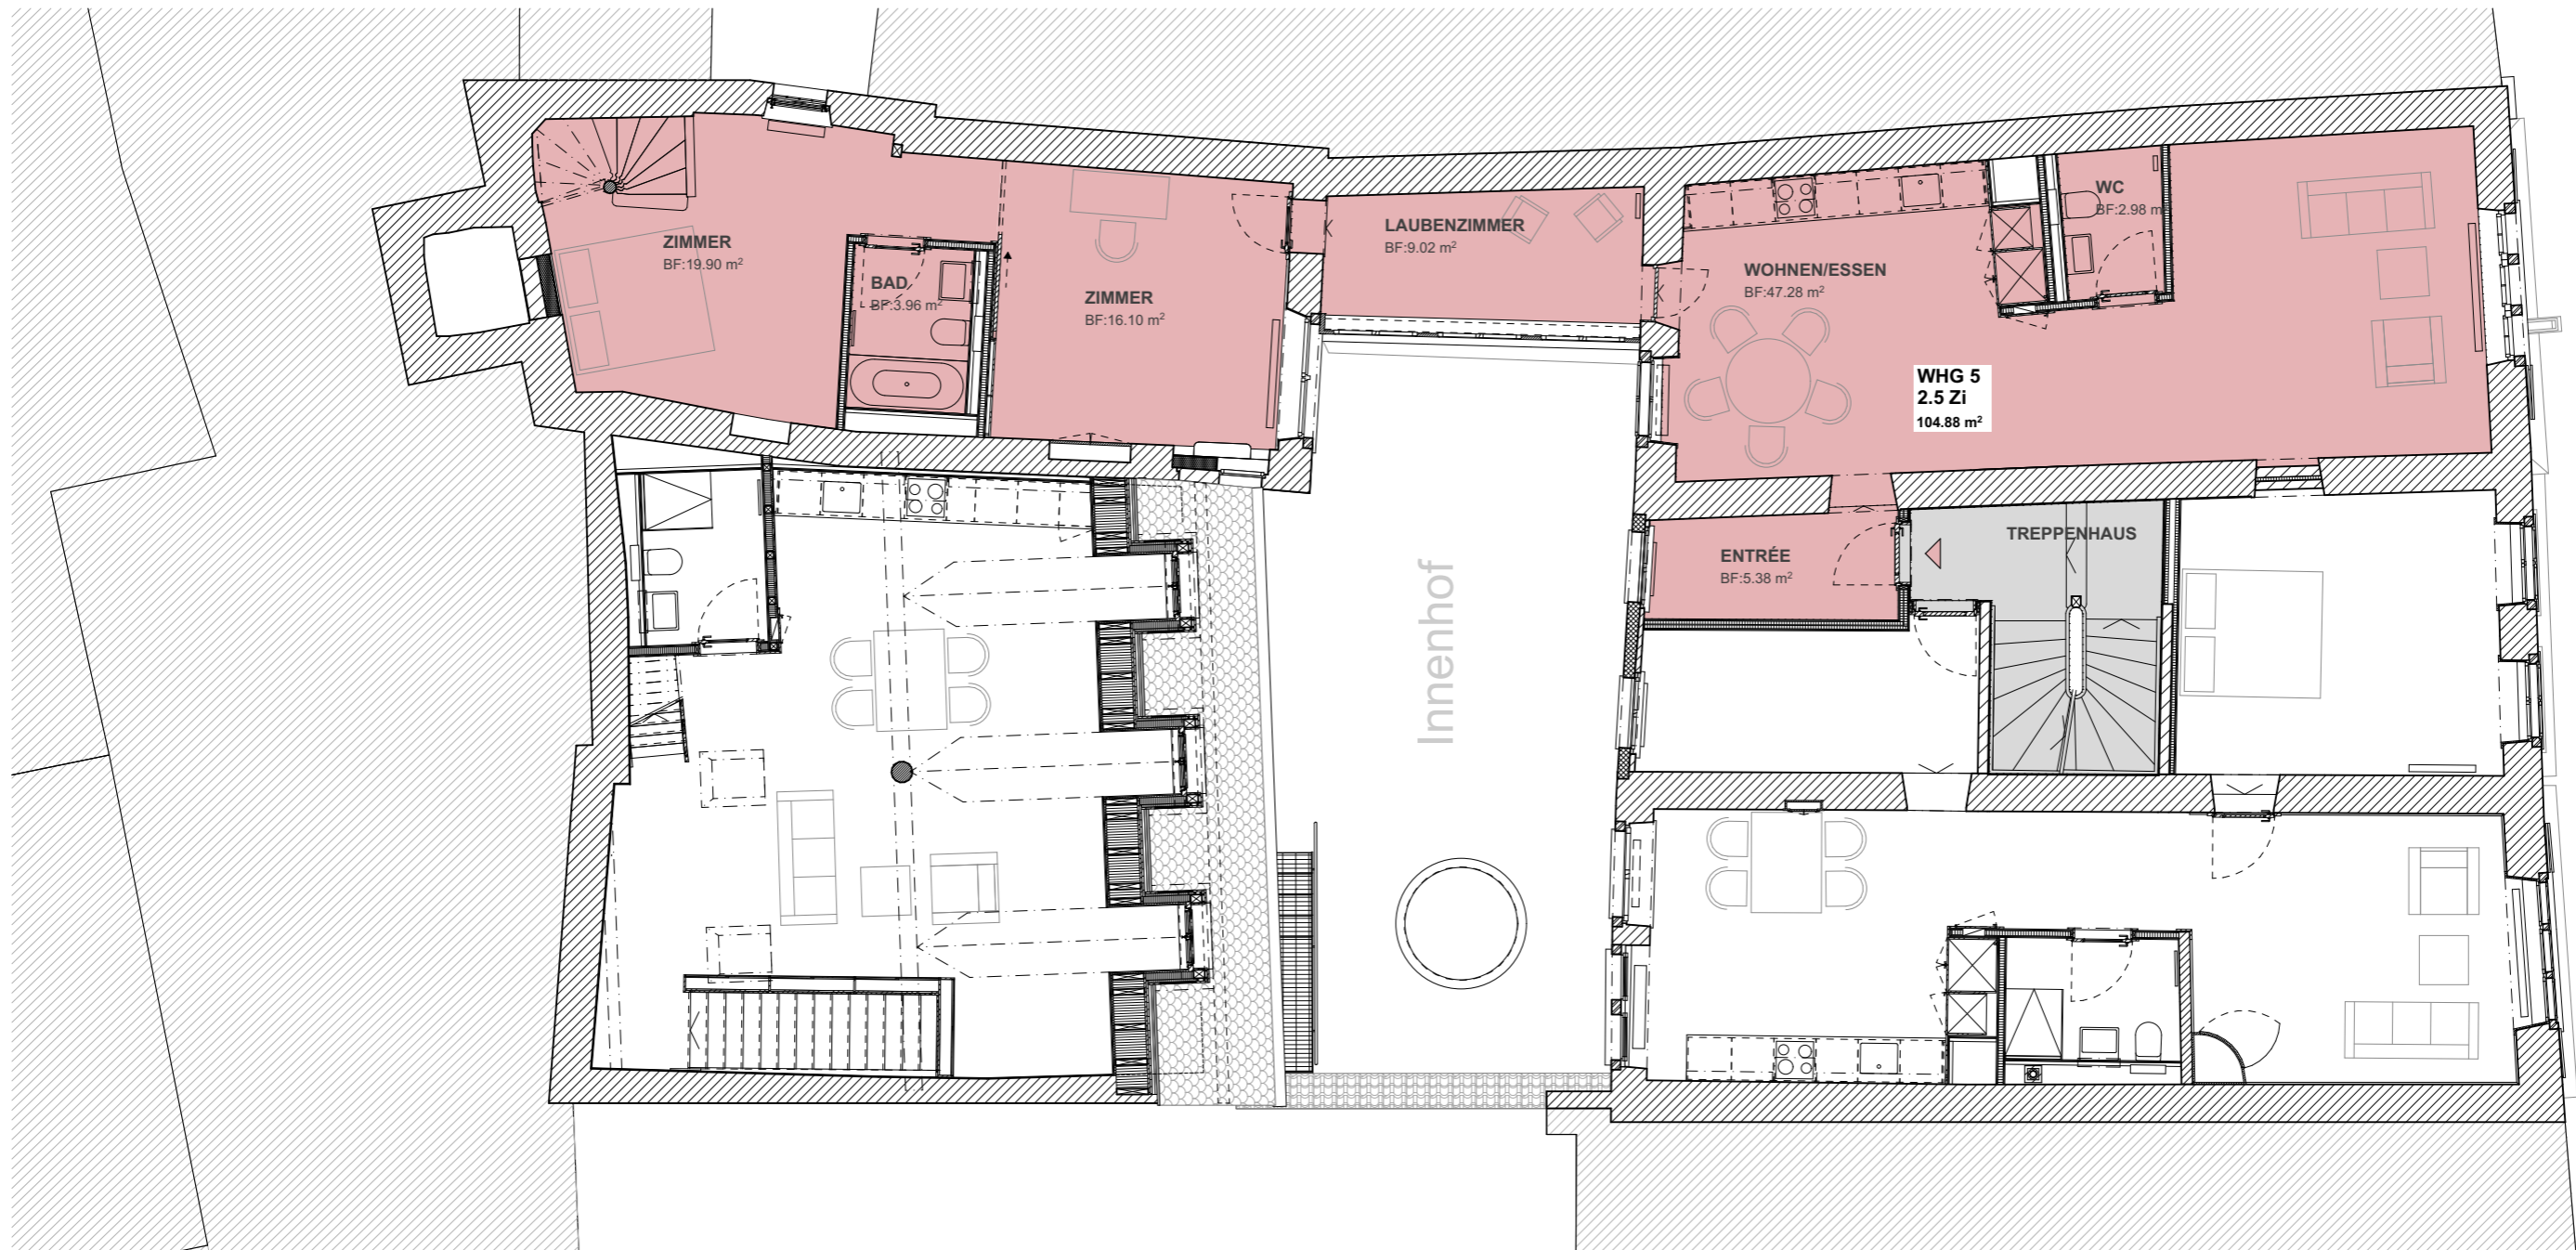 ZIMMER
BF:19.90 m²
BAD
BF:3.96 m²
ZIMMER
BF:16.10 m²
LAUBENZIMMER
BF:9.02 m²
WOHNEN/ESSEN
BF:47.28 m²
WC
BF:2.98 m
WHG 5
2.5 Zi
104.88 m²
ENTRÉE
BF:5.38 m²
TREPPENHAUS
Innenhof